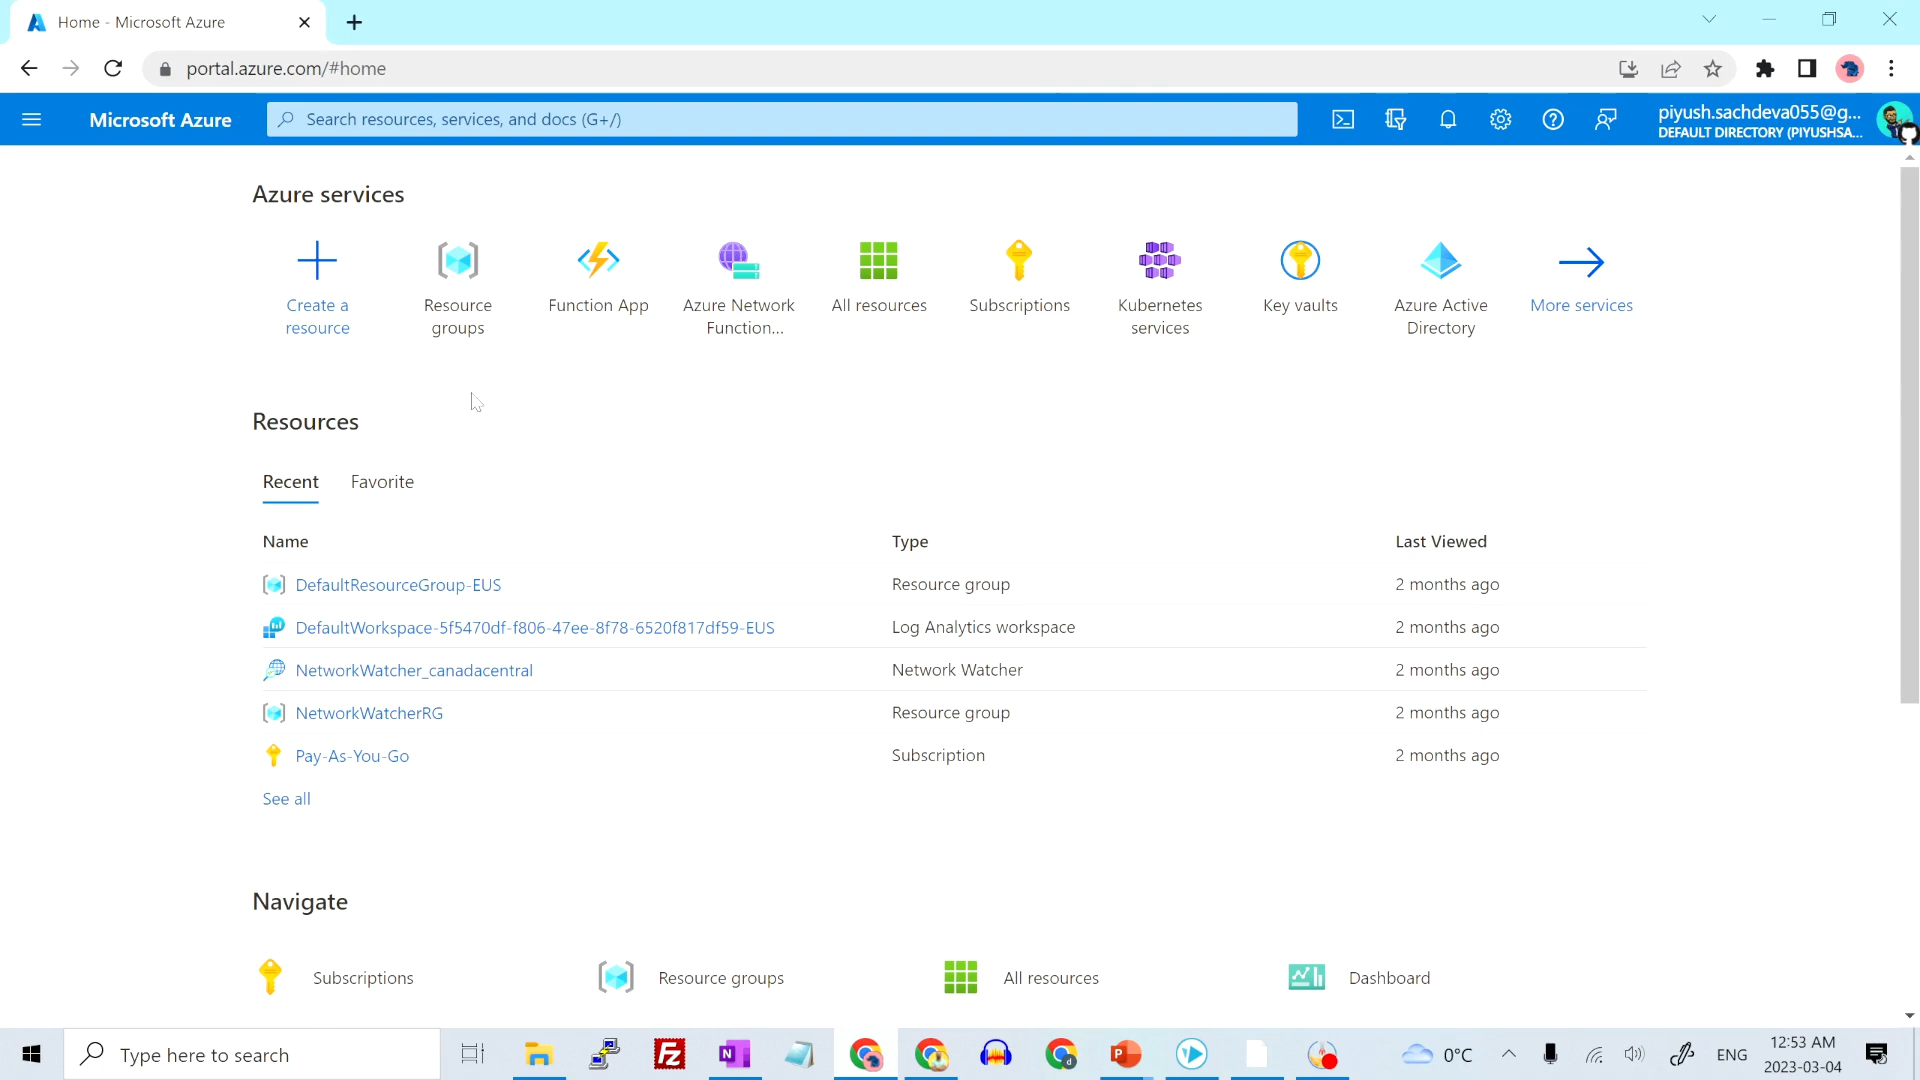 Home - Microsoft Azure
portal.azure.com/#home
Microsoft Azure
Search resources, services, and docs (G+/)
piyush.sachdeva055@g...
DEFAULT DIRECTORY (PIYUSHSA...
Azure services
Create a
resource
Resource
groups
Function App
Azure Network
Function...
All resources
Subscriptions
Kubernetes
services
Key vaults
Azure Active
Directory
More services
Resources
Recent
Favorite
Name
Type
Last Viewed
DefaultResourceGroup-EUS
Resource group
2 months ago
DefaultWorkspace-5f5470df-f806-47ee-8f78-6520f817df59-EUS
Log Analytics workspace
2 months ago
NetworkWatcher_canadacentral
Network Watcher
2 months ago
NetworkWatcherRG
Resource group
2 months ago
Pay-As-You-Go
Subscription
2 months ago
See all
Navigate
Subscriptions
Resource groups
All resources
Dashboard
Type here to search
0°C
ENG
12:53 AM
2023-03-04